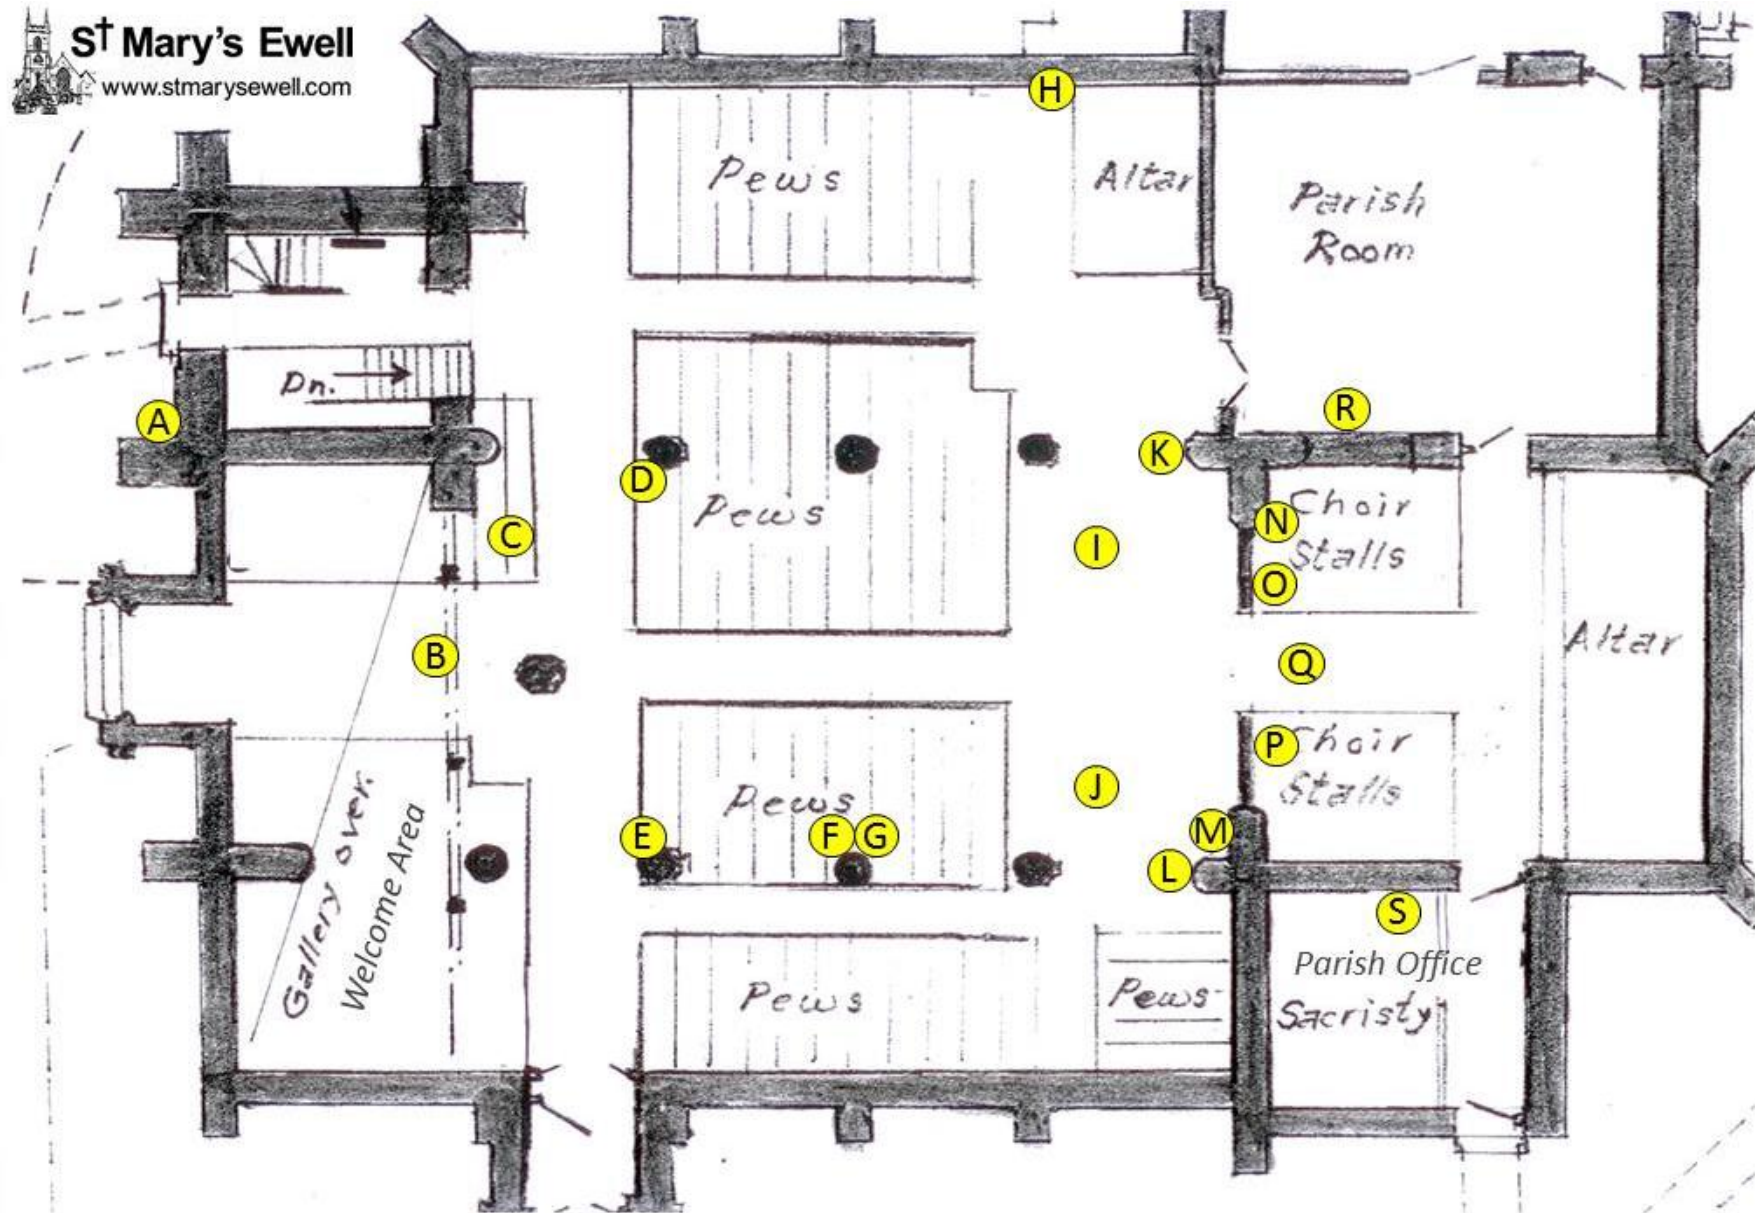 St Mary's Ewell
www.stmarysewell.com
H
Pews
Altar
Parish
Room
Dn.
A
R
K
D
Pews
C
I
N
Choir
Stalls
O
B
Q
Altar
P
Choir
Stalls
J
Pews
E
F
G
M
L
Gallery over.
Welcome Area
S
Parish Office
Sacristy
Pews
Pews